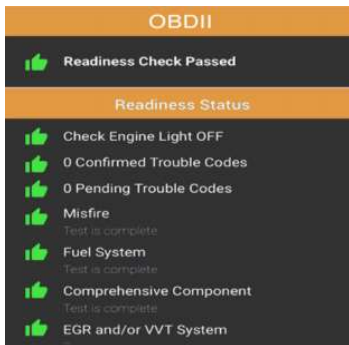 OBDII
Readiness Check Passed
Readiness Status
Check Engine Light OFF
0 Confirmed Trouble Codes
0 Pending Trouble Codes
Misfire
Test is complete
Fuel System
Test is complete
Comprehensive Component
Test is complete
EGR and/or VVT System